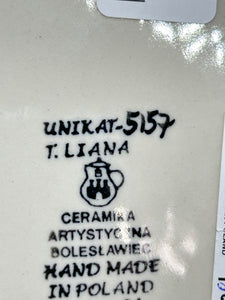 UNIKAT-5157
T. LIANA
CERAMIKA
ARTYSTYCZNA
BOLESŁAWIEC
HAND MADE
IN POLAND